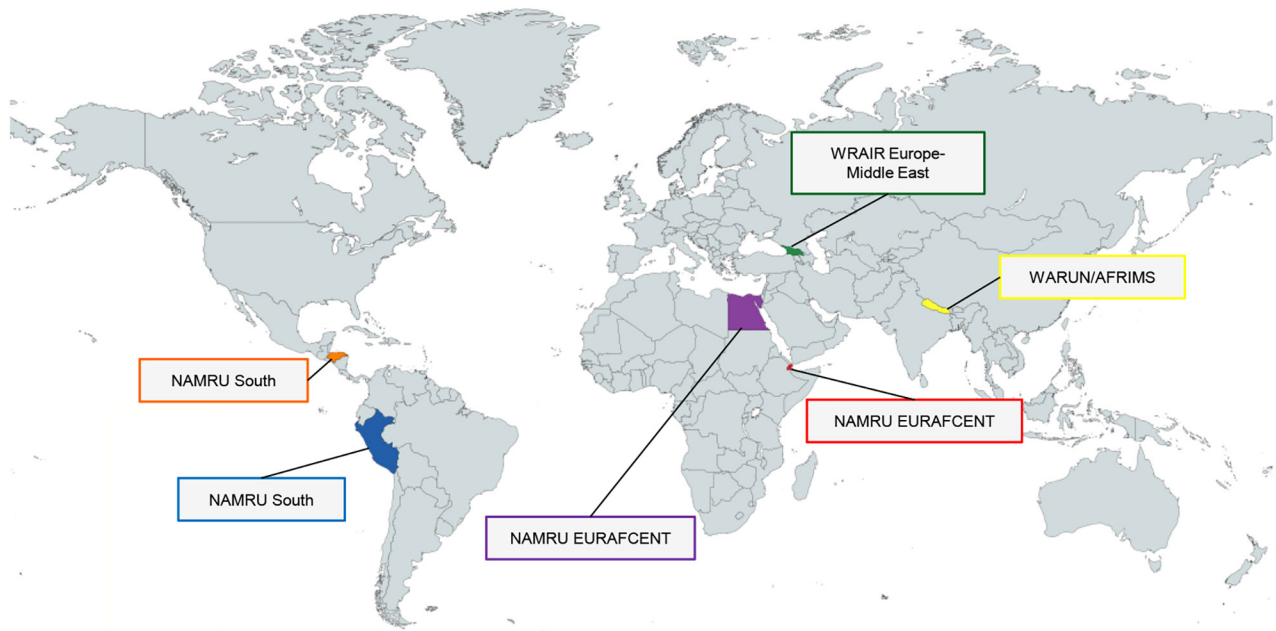 WRAIR Europe-
Middle East
WARUN/AFRIMS
NAMRU South
NAMRU EURAFCENT
NAMRU South
NAMRU EURAFCENT